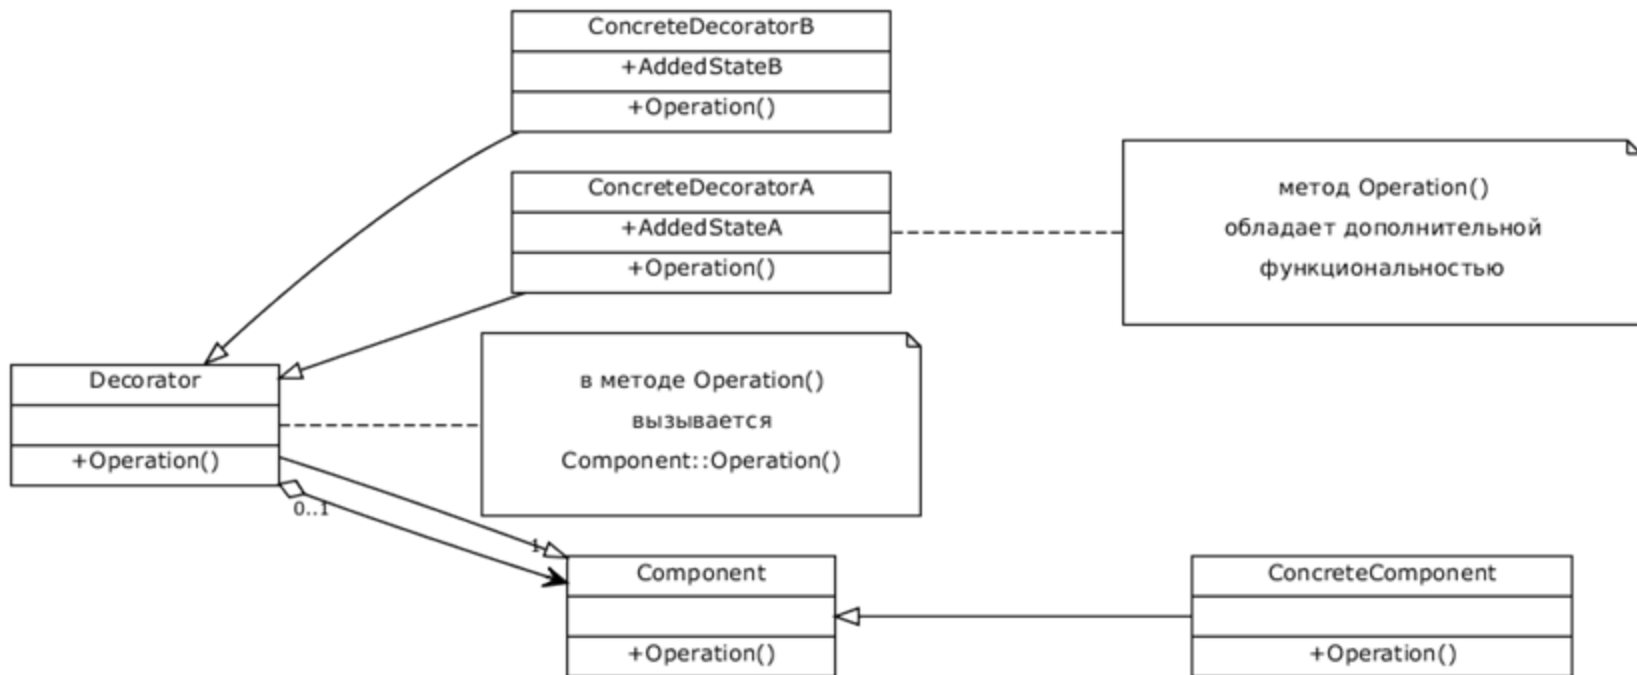 ConcreteDecoratorB
+AddedStateB
+Operation()
ConcreteDecoratorA
+AddedStateA
+Operation()
метод Operation()
обладает дополнительной
функциональностью
Decorator
+Operation()
в методе Operation()
вызывается
Component::Operation()
0..1
1
Component
+Operation()
ConcreteComponent
+Operation()